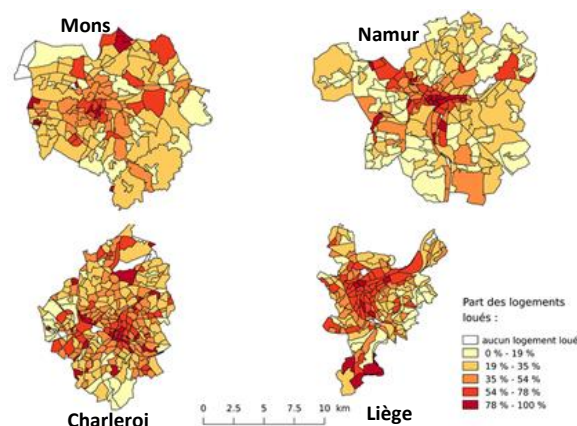 Mons
Namur
Charleroi
Liège
Part des logements
loués :
aucun logement loué
0 % - 19 %
19 % - 35 %
35 % - 54 %
54 % - 78 %
78 % - 100 %
0 2.5 5 7.5 10 km